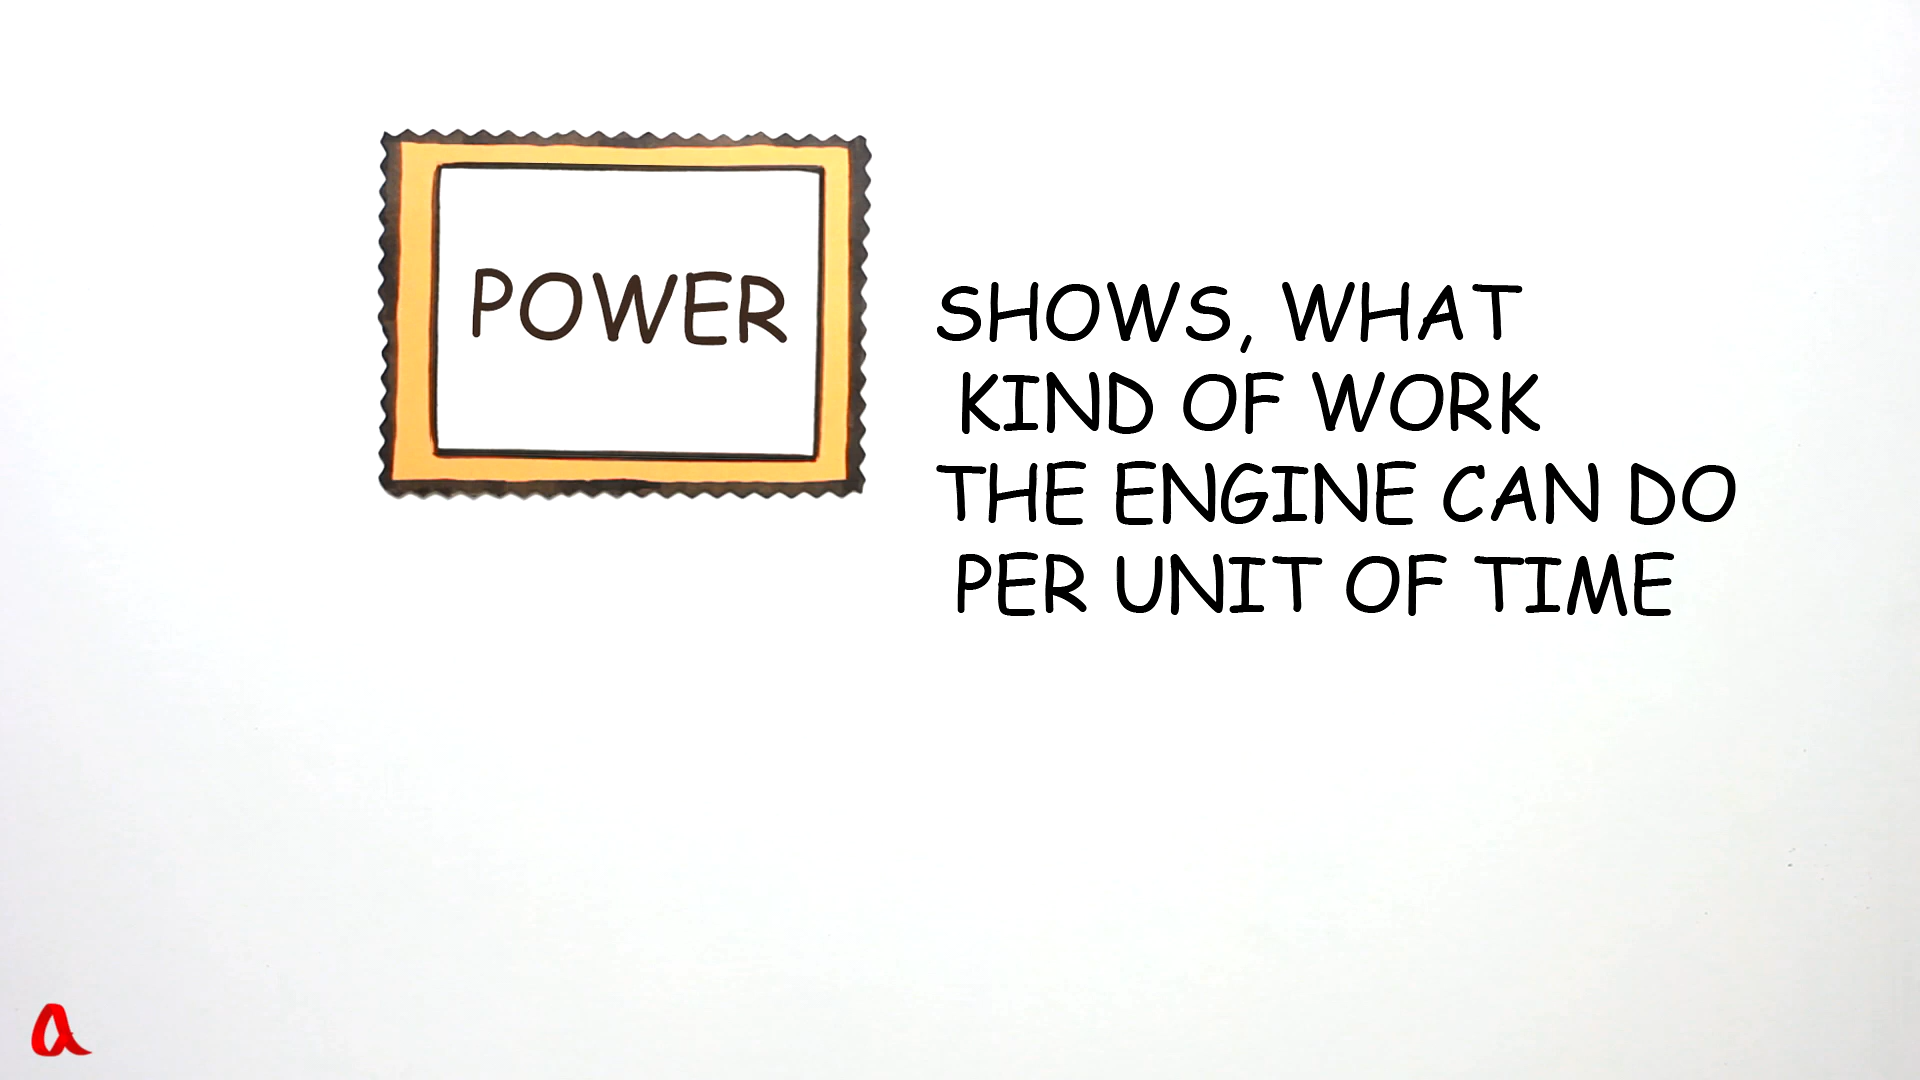 POWER
SHOWS, WHAT
KIND OF WORK
THE ENGINE CAN DO
PER UNIT OF TIME
a